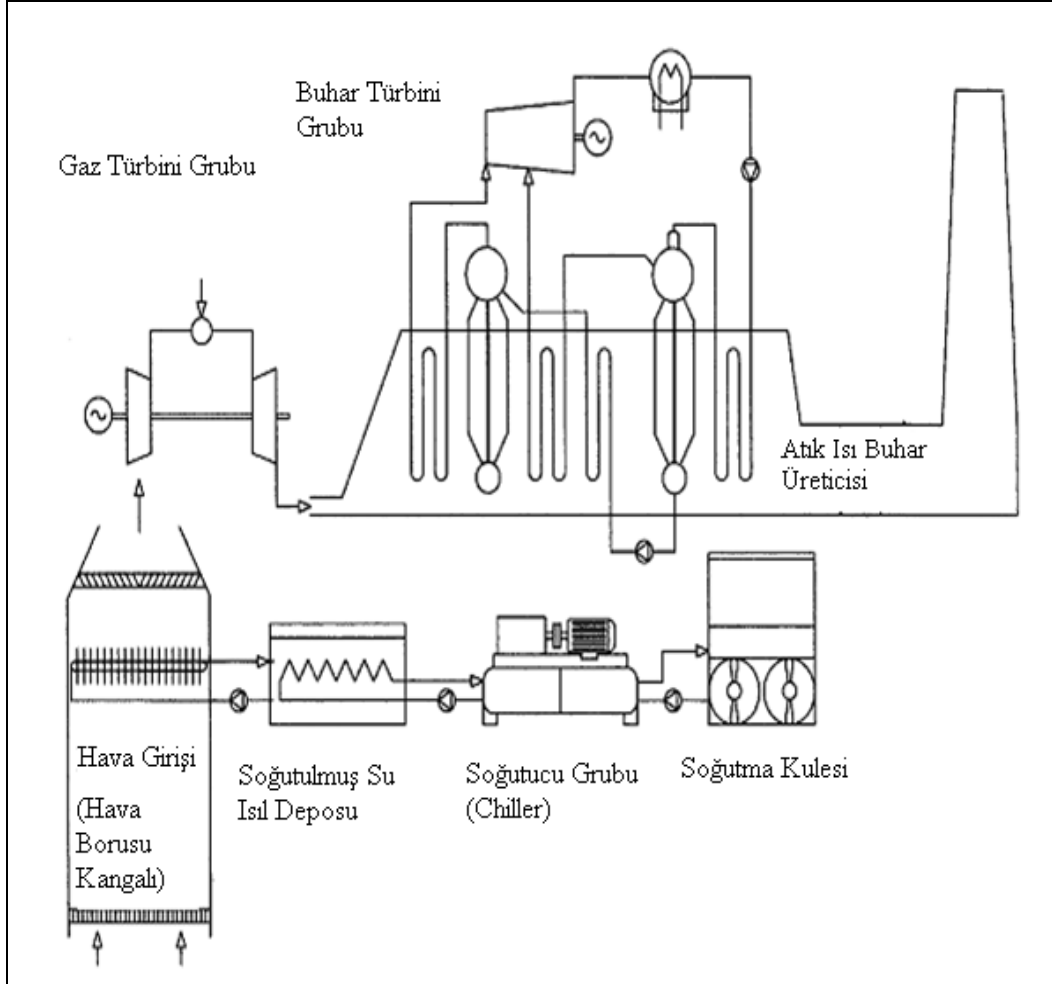 Buhar Türbini
Grubu
Gaz Türbini Grubu
Atık Isı Buhar
Üreticisi
Hava Girişi
(Hava
Borusu
Kangalı)
Soğutulmuş Su
Isıl Deposu
Soğutucu Grubu
(Chiller)
Soğutma Kulesi